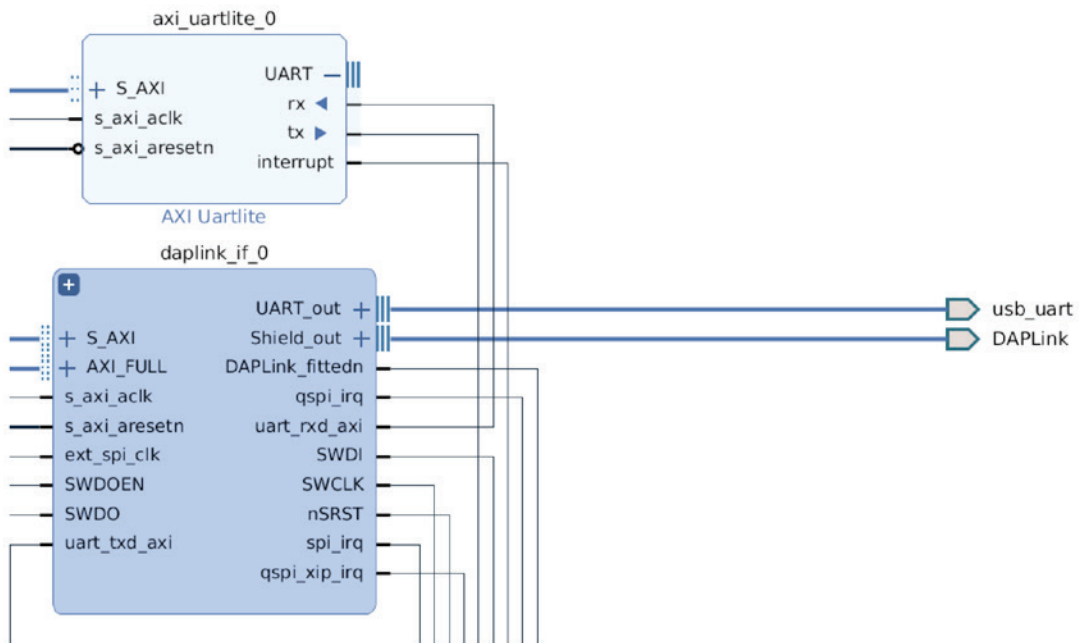 axi_uartlite_0
UART
S_AXI
rx
s_axi_aclk
tx
s_axi_aresetn
interrupt
AXI Uartlite
daplink_if_0
UART_out
usb_uart
S_AXI
Shield_out
DAPLink
AXI_FULL
DAPLink_fittedn
s_axi_aclk
qspi_irq
s_axi_aresetn
uart_rxd_axi
ext_spi_clk
SWDI
SWDOEN
SWCLK
SWDO
nSRST
uart_txd_axi
spi_irq
qspi_xip_irq